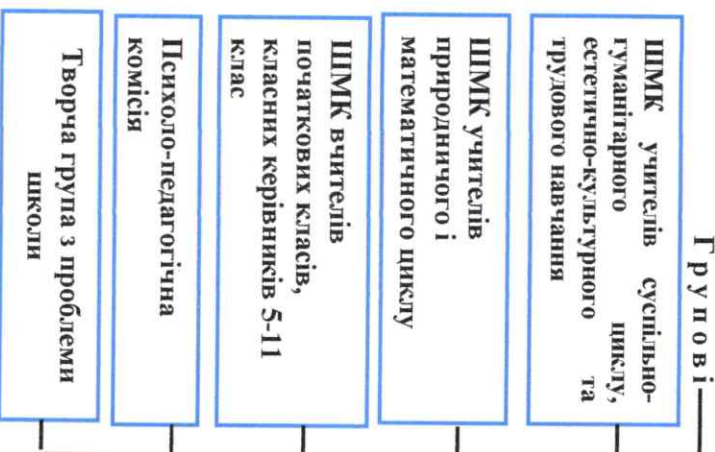 Групові
ШМК учителів суспільно-
гуманітарного циклу,
естетично-культурного та
трудового навчання
ШМК учителів
природничого і
математичного циклу
ШМК вчителів
початкових класів,
класних керівників 5-11
клас
Психоло-педагогічна
комісія
Творча група з проблеми
школи